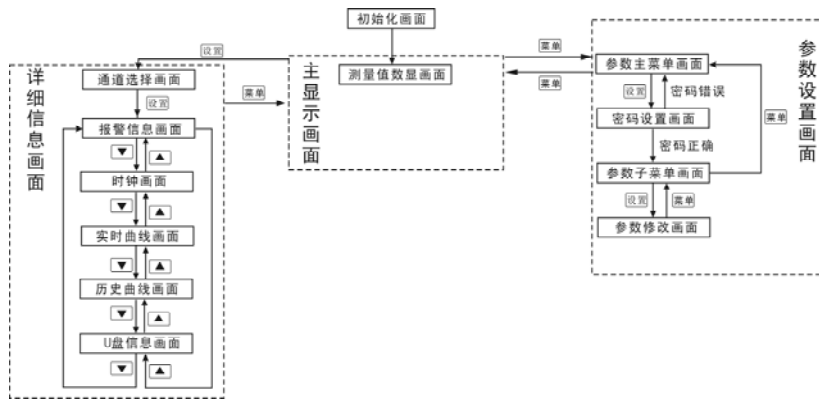 初始化画面
设置
菜单
菜单
主显示画面
测量值数显画面
详细信息画面
通道选择画面
设置
菜单
报警信息画面
时钟画面
实时曲线画面
历史曲线画面
U盘信息画面
参数设置画面
参数主菜单画面
设置
密码错误
菜单
密码设置画面
密码正确
参数子菜单画面
设置
菜单
参数修改画面